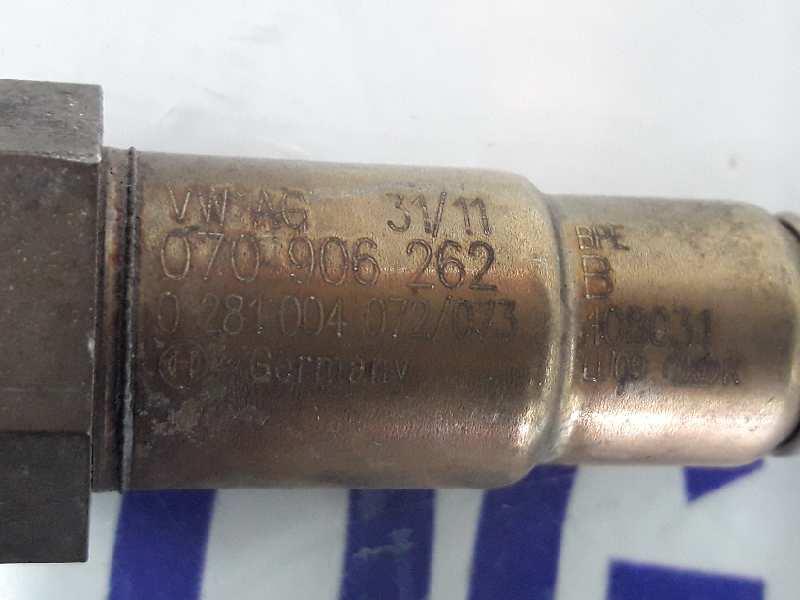 VW AG 31/11
070 906 262
0 281 004 072/073
Germany
BPE
B
108031